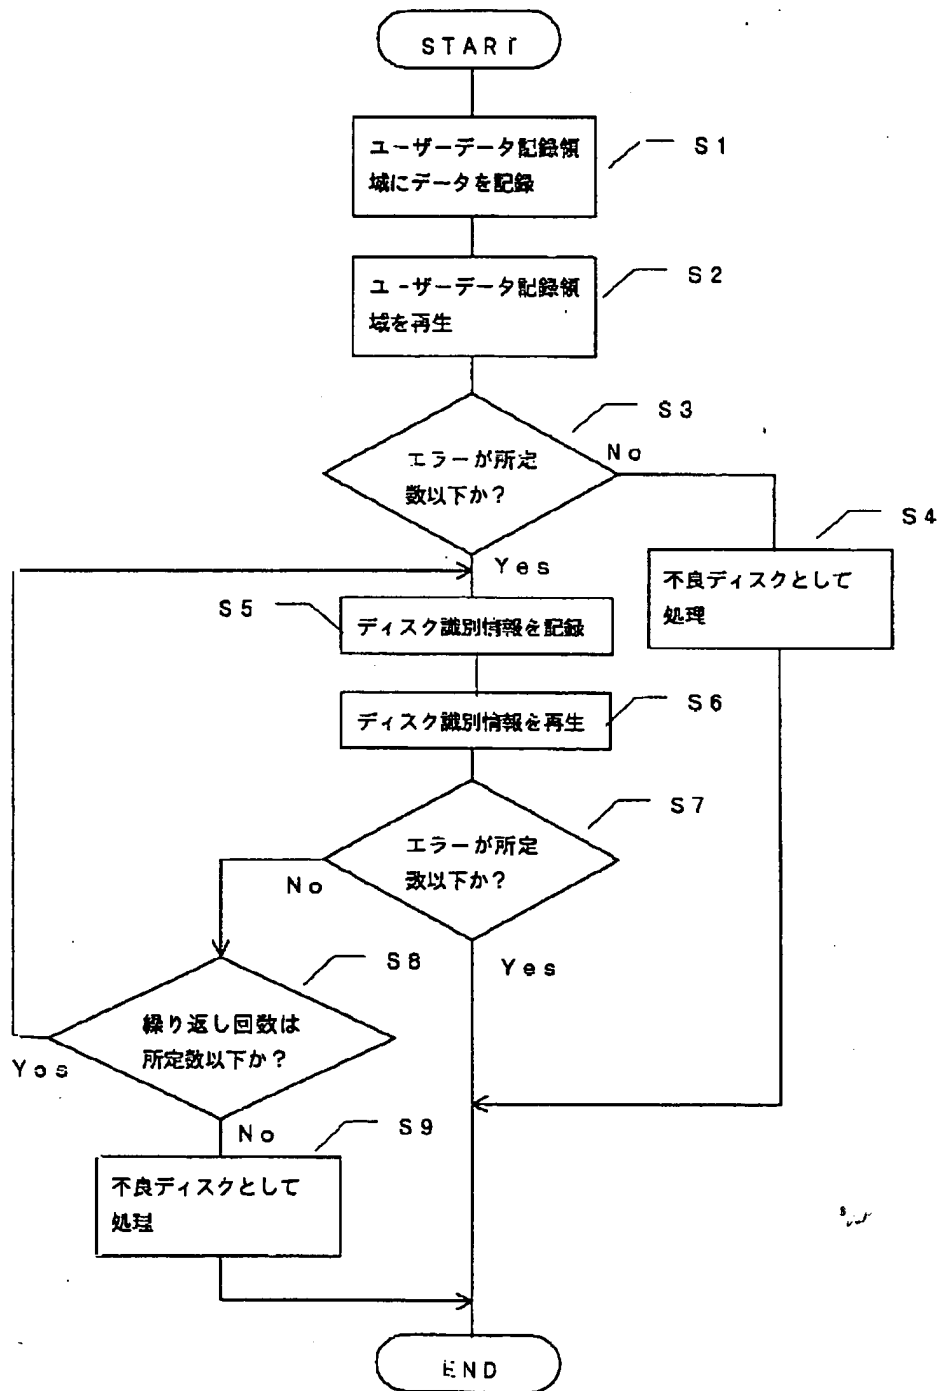 START
ユーザーデータ記録領
域にデータを記録
S1
ユーザーデータ記録領
域を再生
S2
エラーが所定
数以下か?
S3
No
Yes
S4
不良ディスクとして
処理
S5
ディスク識別情報を記録
ディスク識別情報を再生
S6
エラーが所定
数以下か?
S7
No
Yes
S8
繰り返し回数は
所定数以下か?
Yes
No
S9
不良ディスクとして
処理
END